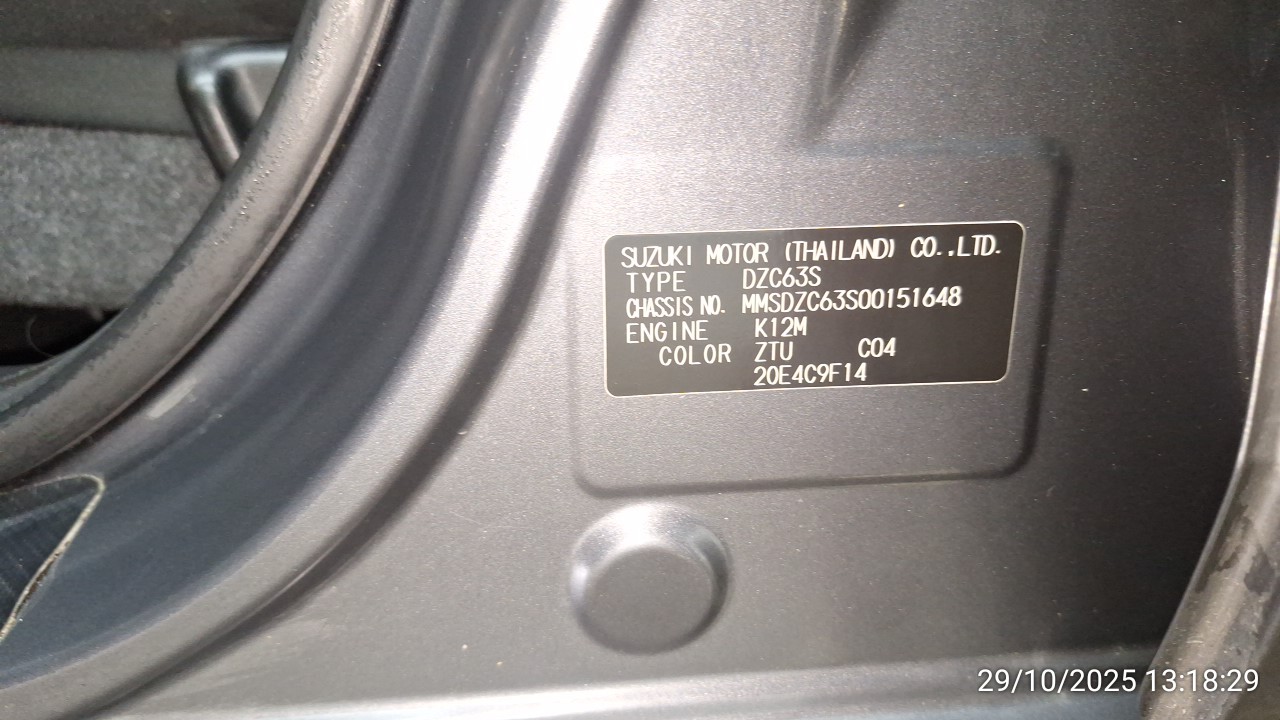 SUZUKI MOTOR (THAILAND) CO.,LTD.
TYPE DZC63S
CHASSIS NO. MMSDZC63S00151648
ENGINE K12M
COLOR ZTU C04
20E4C9F14
29/10/2025 13:18:29